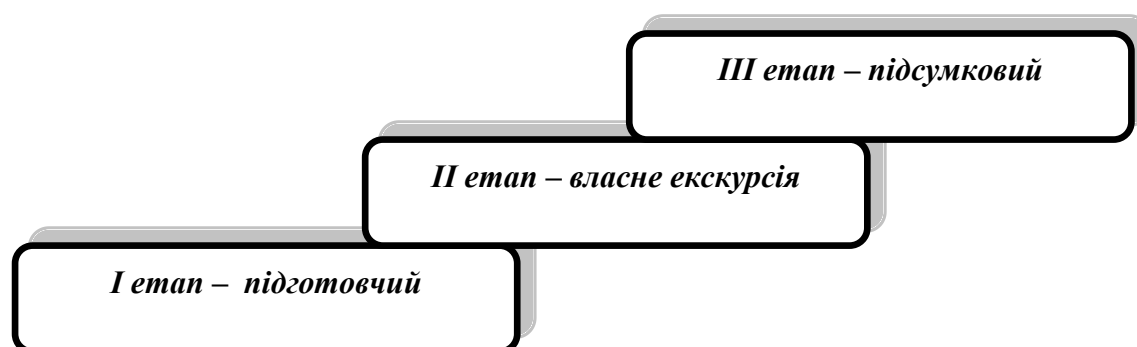 III етап – підсумковий
II етап – власне екскурсія
I етап – підготовчий